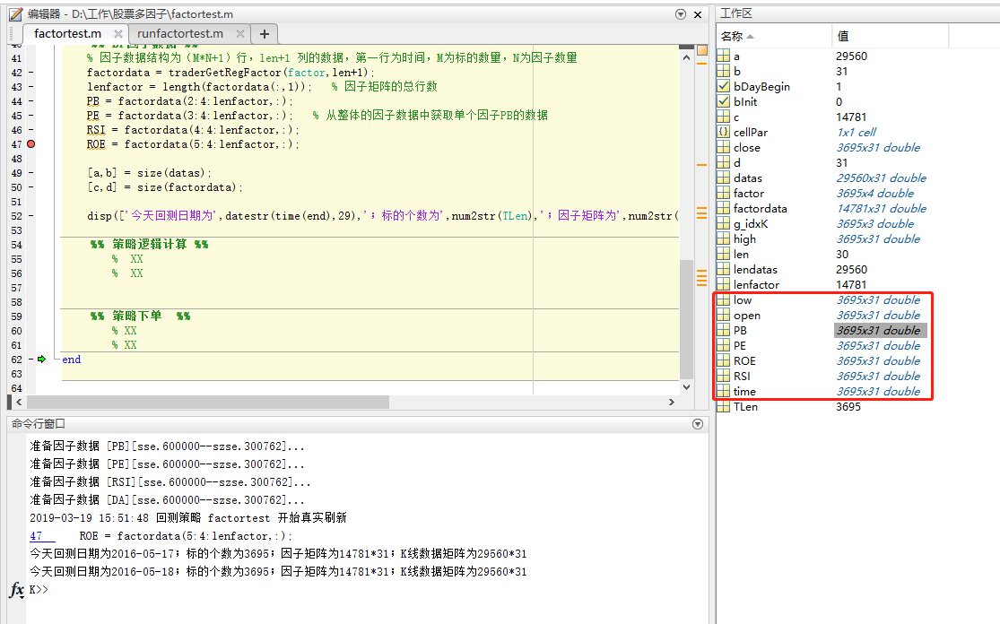 编辑器 - D:\工作\股票多因子\factortest.m
factortest.m
runfactortest.m
41 % 因子数据结构为（M*N+1）行，len+1 列的数据，第一行为时间，M为标的数量，N为因子数量
42 - factordata = traderGetRegFactor(factor,len+1);
43 - lenfactor = length(factordata(:,1)); % 因子矩阵的总行数
44 - PB = factordata(2:4:lenfactor,:);
45 - PE = factordata(3:4:lenfactor,:); % 从整体的因子数据中获取单个因子PB的数据
46 - RSI = factordata(4:4:lenfactor,:);
47 ROE = factordata(5:4:lenfactor,:);
48
49 - [a,b] = size(datas);
50 - [c,d] = size(factordata);
51
52 - disp(['今天回测日期为',datestr(time(end),29),'；标的个数为',num2str(TLen),'；因子矩阵为',num2str(
53
54 %% 策略逻辑计算 %%
55 % XX
56 % XX
57
58
59 %% 策略下单 %%
60 % XX
61 % XX
62 - end
63
64
命令行窗口
准备因子数据 [PB][sse.600000--szse.300762]...
准备因子数据 [PE][sse.600000--szse.300762]...
准备因子数据 [RSI][sse.600000--szse.300762]...
准备因子数据 [DA][sse.600000--szse.300762]...
2019-03-19 15:51:48 回测策略 factortest 开始真实刷新
47 ROE = factordata(5:4:lenfactor,:);
今天回测日期为2016-05-17；标的个数为3695；因子矩阵为14781*31；K线数据矩阵为29560*31
今天回测日期为2016-05-18；标的个数为3695；因子矩阵为14781*31；K线数据矩阵为29560*31
fx K>>
工作区
名称 值
a 29560
b 31
bDayBegin 1
bInit 0
c 14781
cellPar 1x1 cell
close 3695x31 double
d 31
datas 29560x31 double
factor 3695x4 double
factordata 14781x31 double
g_idxK 3695x3 double
high 3695x31 double
len 30
lendatas 29560
lenfactor 14781
low 3695x31 double
open 3695x31 double
PB 3695x31 double
PE 3695x31 double
ROE 3695x31 double
RSI 3695x31 double
time 3695x31 double
TLen 3695